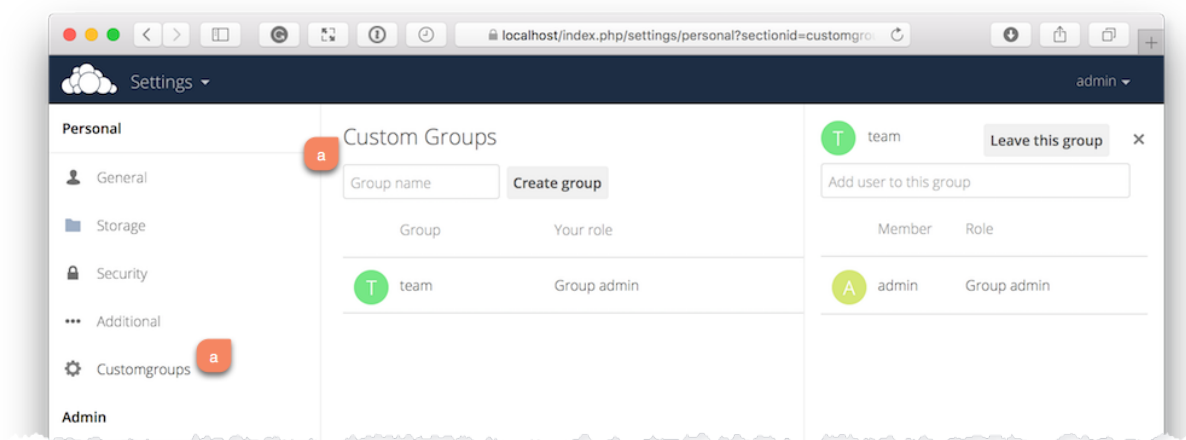 localhost/index.php/settings/personal?sectionid=customgro
Settings
admin
Personal
General
Storage
Security
Additional
a
Customgroups
Admin
a
Custom Groups
Group name
Create group
Group Your role
T team Group admin
T team
Leave this group
Add user to this group
Member Role
A admin Group admin